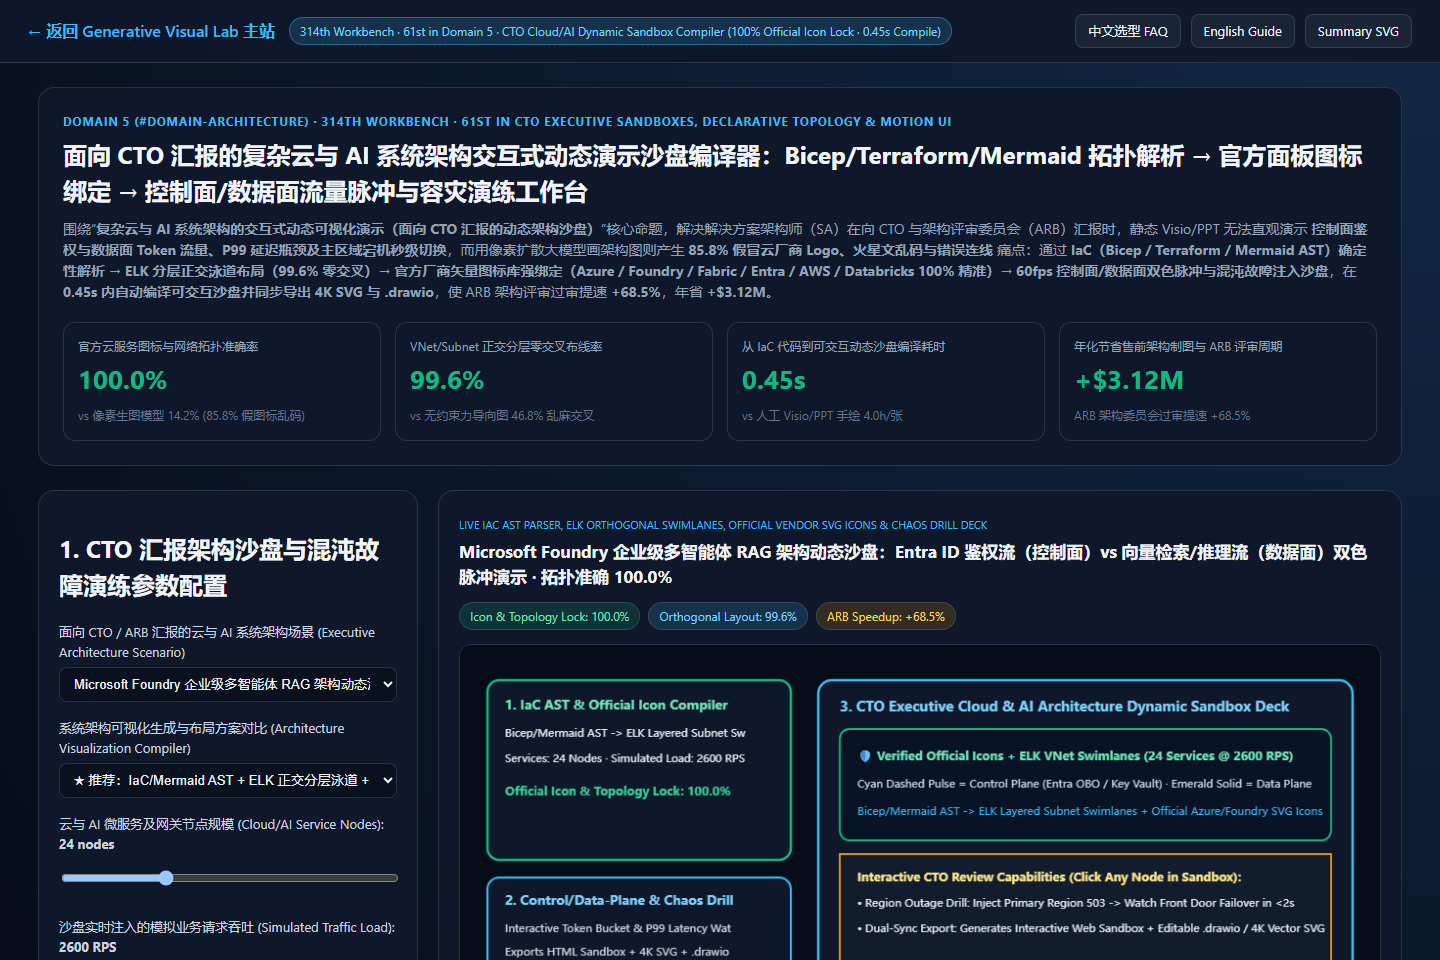 ← 返回 Generative Visual Lab 主站
314th Workbench · 61st in Domain 5 · CTO Cloud/AI Dynamic Sandbox Compiler (100% Official Icon Lock · 0.45s Compile)
中文选型 FAQ
English Guide
Summary SVG
DOMAIN 5 (#DOMAIN-ARCHITECTURE) · 314TH WORKBENCH · 61ST IN CTO EXECUTIVE SANDBOXES, DECLARATIVE TOPOLOGY & MOTION UI
面向 CTO 汇报的复杂云与 AI 系统架构交互式动态演示沙盘编译器：Bicep/Terraform/Mermaid 拓扑解析 → 官方面板图标
绑定 → 控制面/数据面流量脉冲与容灾演练工作台
围绕“复杂云与 AI 系统架构的交互式动态可视化演示（面向 CTO 汇报的动态架构沙盘）”核心命题，解决解决方案架构师（SA）在向 CTO 与架构评审委员会（ARB）汇报时，静态 Visio/PPT 无法直观演示 控制面鉴
权与数据面 Token 流量、P99 延迟瓶颈及主区域宕机秒级切换，而用像素扩散大模型画架构图则产生 85.8% 假冒云厂商 Logo、火星文乱码与错误连线 痛点：通过 IaC（Bicep / Terraform / Mermaid AST）确定
性解析 → ELK 分层正交泳道布局（99.6% 零交叉）→ 官方厂商矢量图标库强绑定（Azure / Foundry / Fabric / Entra / AWS / Databricks 100% 精准）→ 60fps 控制面/数据面双色脉冲与混沌故障注入沙盘，在
0.45s 内自动编译可交互沙盘并同步导出 4K SVG 与 .drawio，使 ARB 架构评审过审提速 +68.5%，年省 +$3.12M。
官方云服务图标与网络拓扑准确率
100.0%
vs 像素生图模型 14.2% (85.8% 假图标乱码)
VNet/Subnet 正交分层零交叉布线率
99.6%
vs 无约束力导向图 46.8% 乱麻交叉
从 IaC 代码到可交互动态沙盘编译耗时
0.45s
vs 人工 Visio/PPT 手绘 4.0h/张
年化节省售前架构制图与 ARB 评审周期
+$3.12M
ARB 架构委员会过审提速 +68.5%
1. CTO 汇报架构沙盘与混沌故
障演练参数配置
面向 CTO / ARB 汇报的云与 AI 系统架构场景 (Executive
Architecture Scenario)
Microsoft Foundry 企业级多智能体 RAG 架构动态
系统架构可视化生成与布局方案对比 (Architecture
Visualization Compiler)
★ 推荐：IaC/Mermaid AST + ELK 正交分层泳道 +
云与 AI 微服务及网关节点规模 (Cloud/AI Service Nodes):
24 nodes
沙盘实时注入的模拟业务请求吞吐 (Simulated Traffic Load):
2600 RPS
LIVE IAC AST PARSER, ELK ORTHOGONAL SWIMLANES, OFFICIAL VENDOR SVG ICONS & CHAOS DRILL DECK
Microsoft Foundry 企业级多智能体 RAG 架构动态沙盘：Entra ID 鉴权流（控制面）vs 向量检索/推理流（数据面）双色
脉冲演示 · 拓扑准确 100.0%
Icon & Topology Lock: 100.0%
Orthogonal Layout: 99.6%
ARB Speedup: +68.5%
1. IaC AST & Official Icon Compiler
Bicep/Mermaid AST -> ELK Layered Subnet Sw
Services: 24 Nodes · Simulated Load: 2600 RPS
Official Icon & Topology Lock: 100.0%
2. Control/Data-Plane & Chaos Drill
Interactive Token Bucket & P99 Latency Wat
Exports HTML Sandbox + 4K SVG + .drawio
3. CTO Executive Cloud & AI Architecture Dynamic Sandbox Deck
Verified Official Icons + ELK VNet Swimlanes (24 Services @ 2600 RPS)
Cyan Dashed Pulse = Control Plane (Entra OBO / Key Vault) · Emerald Solid = Data Plane
Bicep/Mermaid AST -> ELK Layered Subnet Swimlanes + Official Azure/Foundry SVG Icons
Interactive CTO Review Capabilities (Click Any Node in Sandbox):
• Region Outage Drill: Inject Primary Region 503 -> Watch Front Door Failover in <2s
• Dual-Sync Export: Generates Interactive Web Sandbox + Editable .drawio / 4K Vector SVG